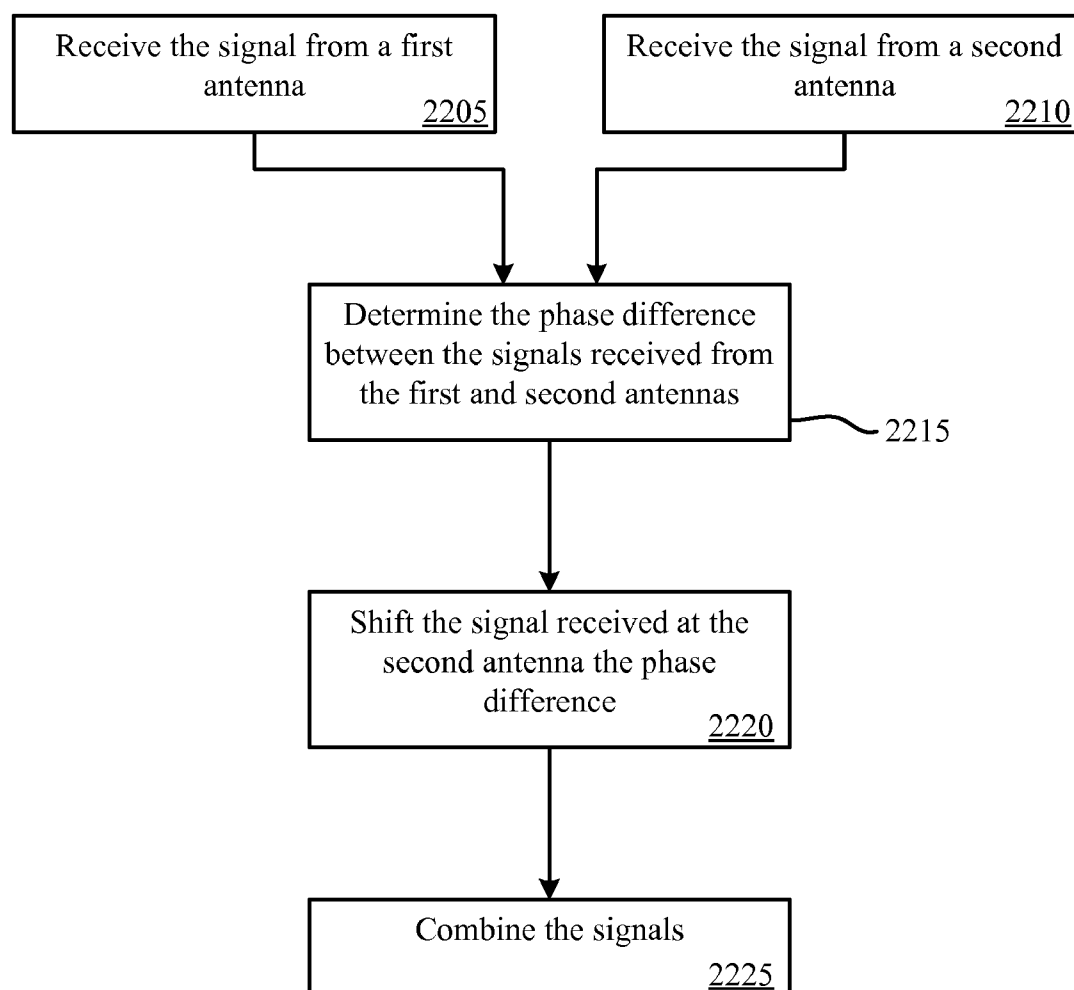 Receive the signal from a first
antenna
2205
Receive the signal from a second
antenna
2210
Determine the phase difference
between the signals received from
the first and second antennas
2215
Shift the signal received at the
second antenna the phase
difference
2220
Combine the signals
2225